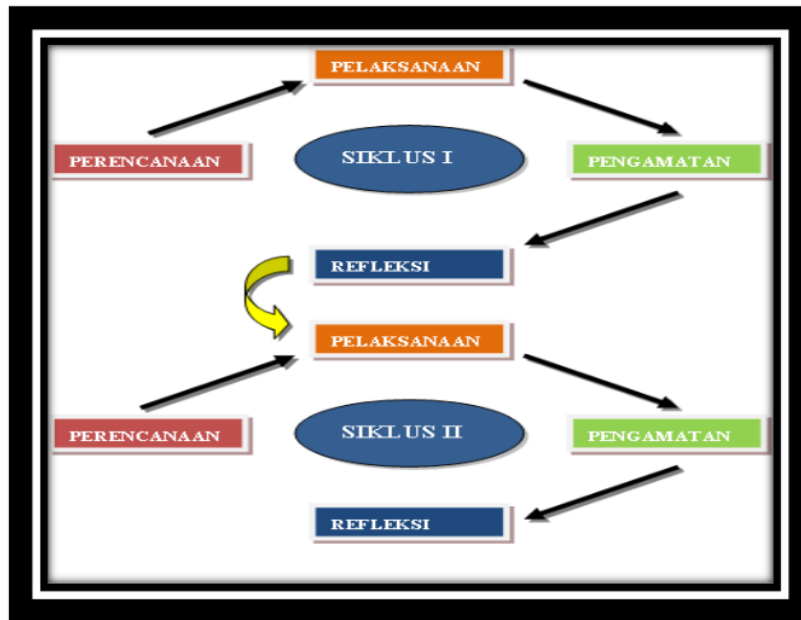 PELAKSANAAN
PERENCANAAN
SIKLUS I
PENGAMATAN
REFLEKSI
PELAKSANAAN
PERENCANAAN
SIKLUS II
PENGAMATAN
REFLEKSI